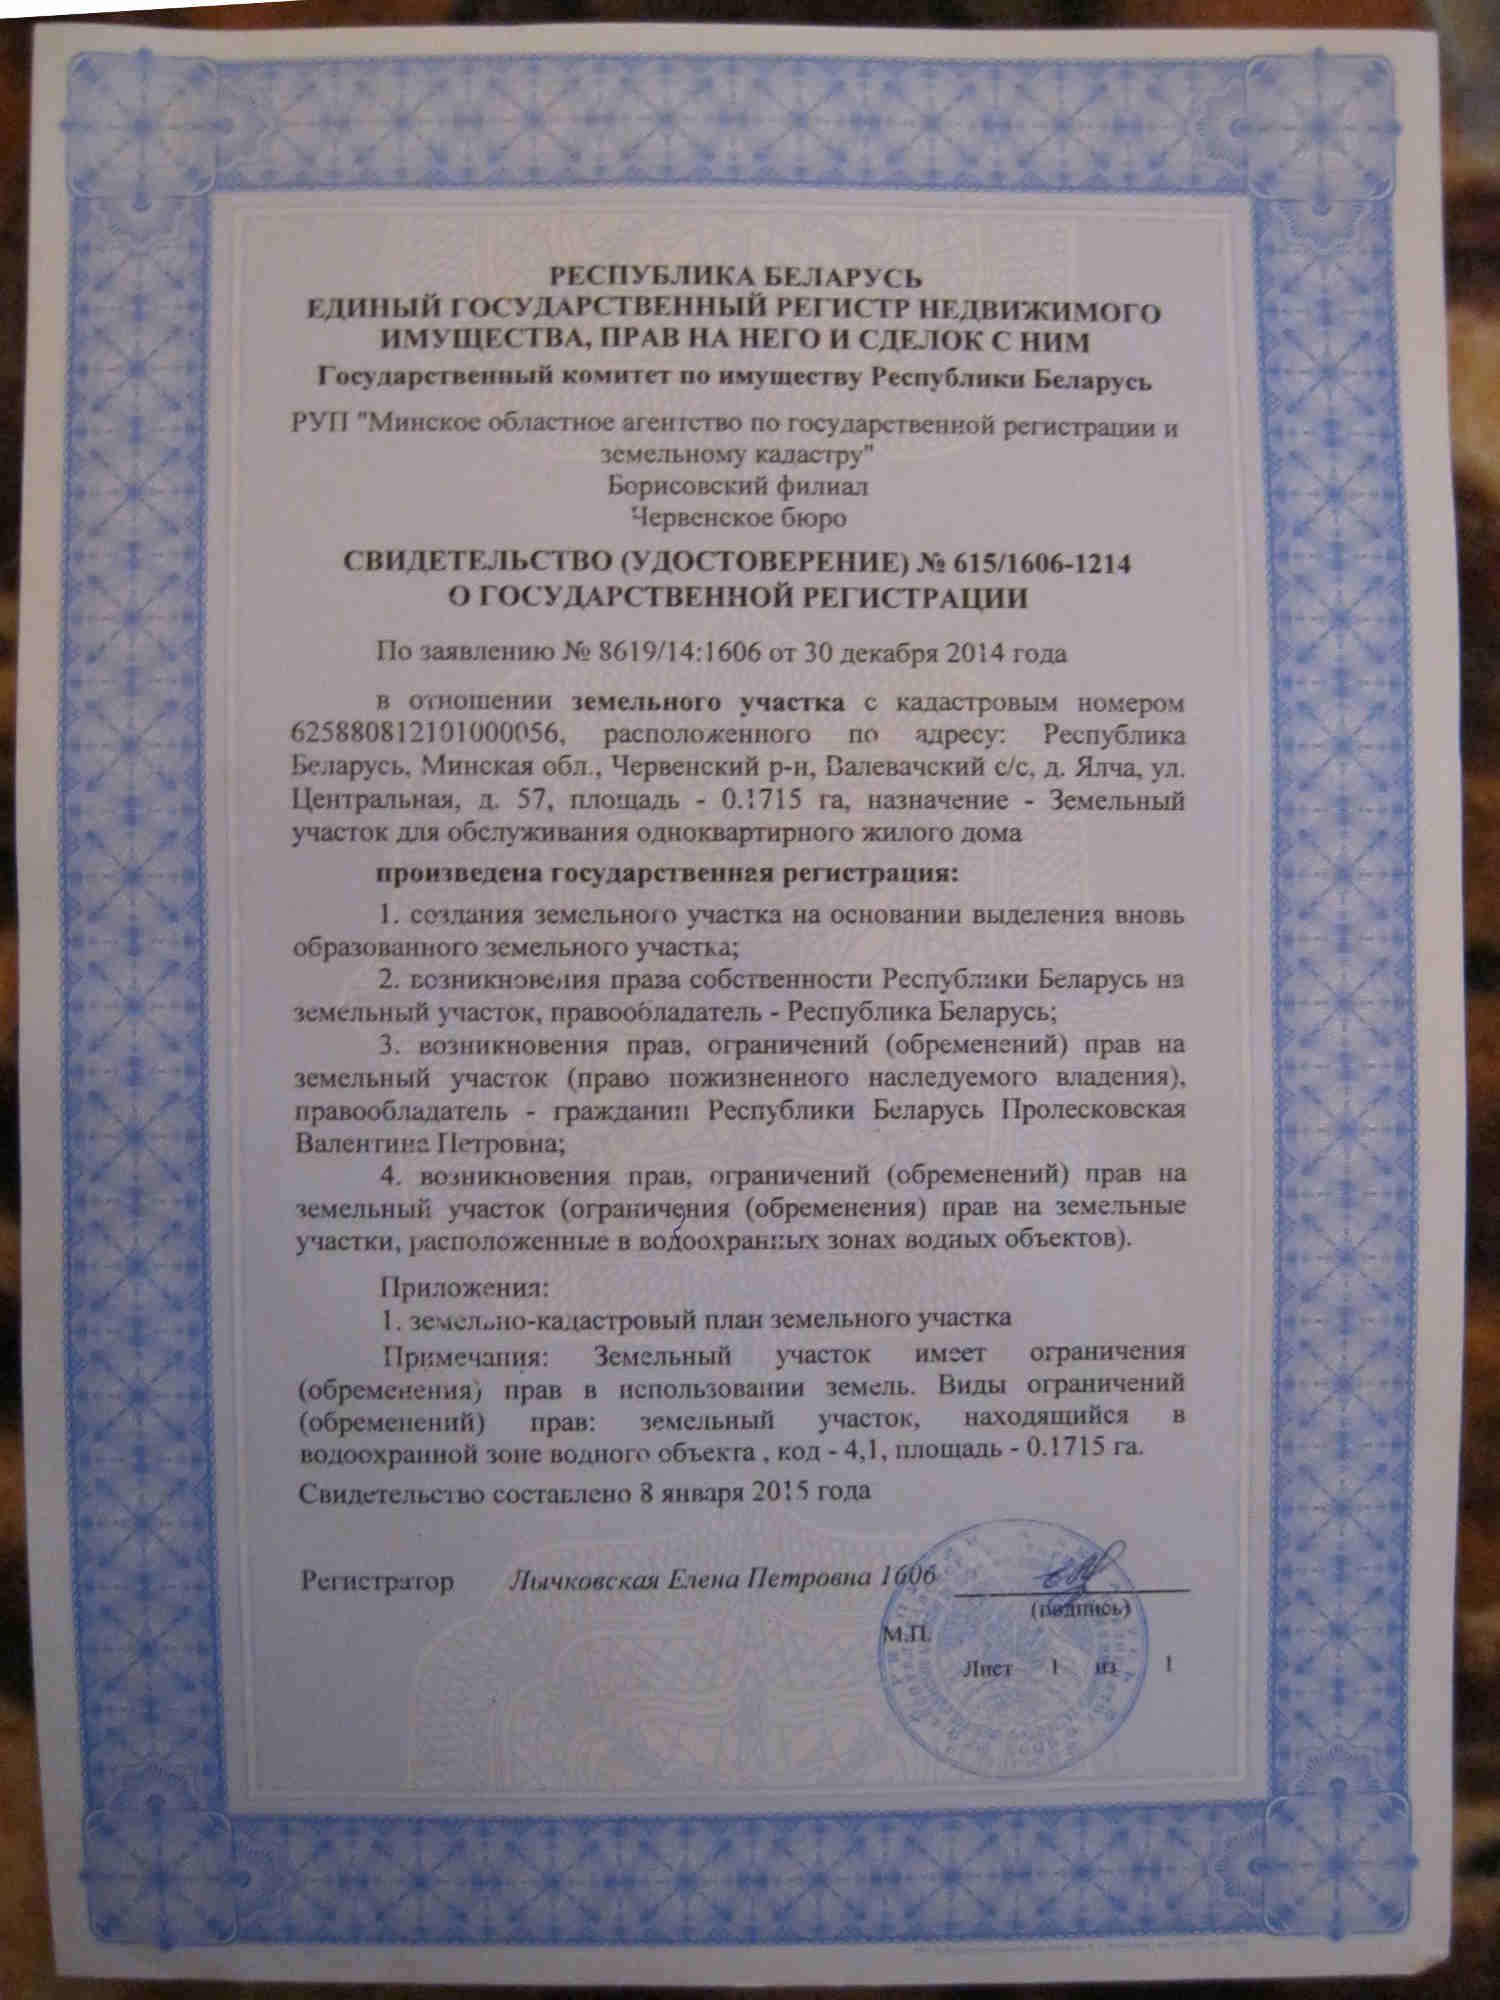 РЕСПУБЛИКА БЕЛАРУСЬ
ЕДИНЫЙ ГОСУДАРСТВЕННЫЙ РЕГИСТР НЕДВИЖИМОГО
ИМУЩЕСТВА, ПРАВ НА НЕГО И СДЕЛОК С НИМ
Государственный комитет по имуществу Республики Беларусь
РУП "Минское областное агентство по государственной регистрации и
земельному кадастру"
Борисовский филиал
Червенское бюро
СВИДЕТЕЛЬСТВО (УДОСТОВЕРЕНИЕ) № 615/1606-1214
О ГОСУДАРСТВЕННОЙ РЕГИСТРАЦИИ
По заявлению № 8619/14:1606 от 30 декабря 2014 года
в отношении земельного участка с кадастровым номером
625880812101000056, расположенного по адресу: Республика
Беларусь, Минская обл., Червенский р-н, Валевачский с/с, д. Ялча, ул.
Центральная, д. 57, площадь - 0.1715 га, назначение - Земельный
участок для обслуживания одноквартирного жилого дома
произведена государственная регистрация:
1. создания земельного участка на основании выделения вновь
образованного земельного участка;
2. возникновения права собственности Республики Беларусь на
земельный участок, правообладатель - Республика Беларусь;
3. возникновения прав, ограничений (обременений) прав на
земельный участок (право пожизненного наследуемого владения),
правообладатель - гражданин Республики Беларусь Пролесковская
Валентина Петровна;
4. возникновения прав, ограничений (обременений) прав на
земельный участок (ограничения (обременения) прав на земельные
участки, расположенные в водоохранных зонах водных объектов).
Приложения:
1. земельно-кадастровый план земельного участка
Примечания: Земельный участок имеет ограничения
(обременения) прав в использовании земель. Виды ограничений
(обременений) прав: земельный участок, находящийся в
водоохранной зоне водного объекта , код - 4,1, площадь - 0.1715 га.
Свидетельство составлено 8 января 2015 года
Регистратор Лычковская Елена Петровна 1606
(подпись)
М.П.
Лист 1 из 1